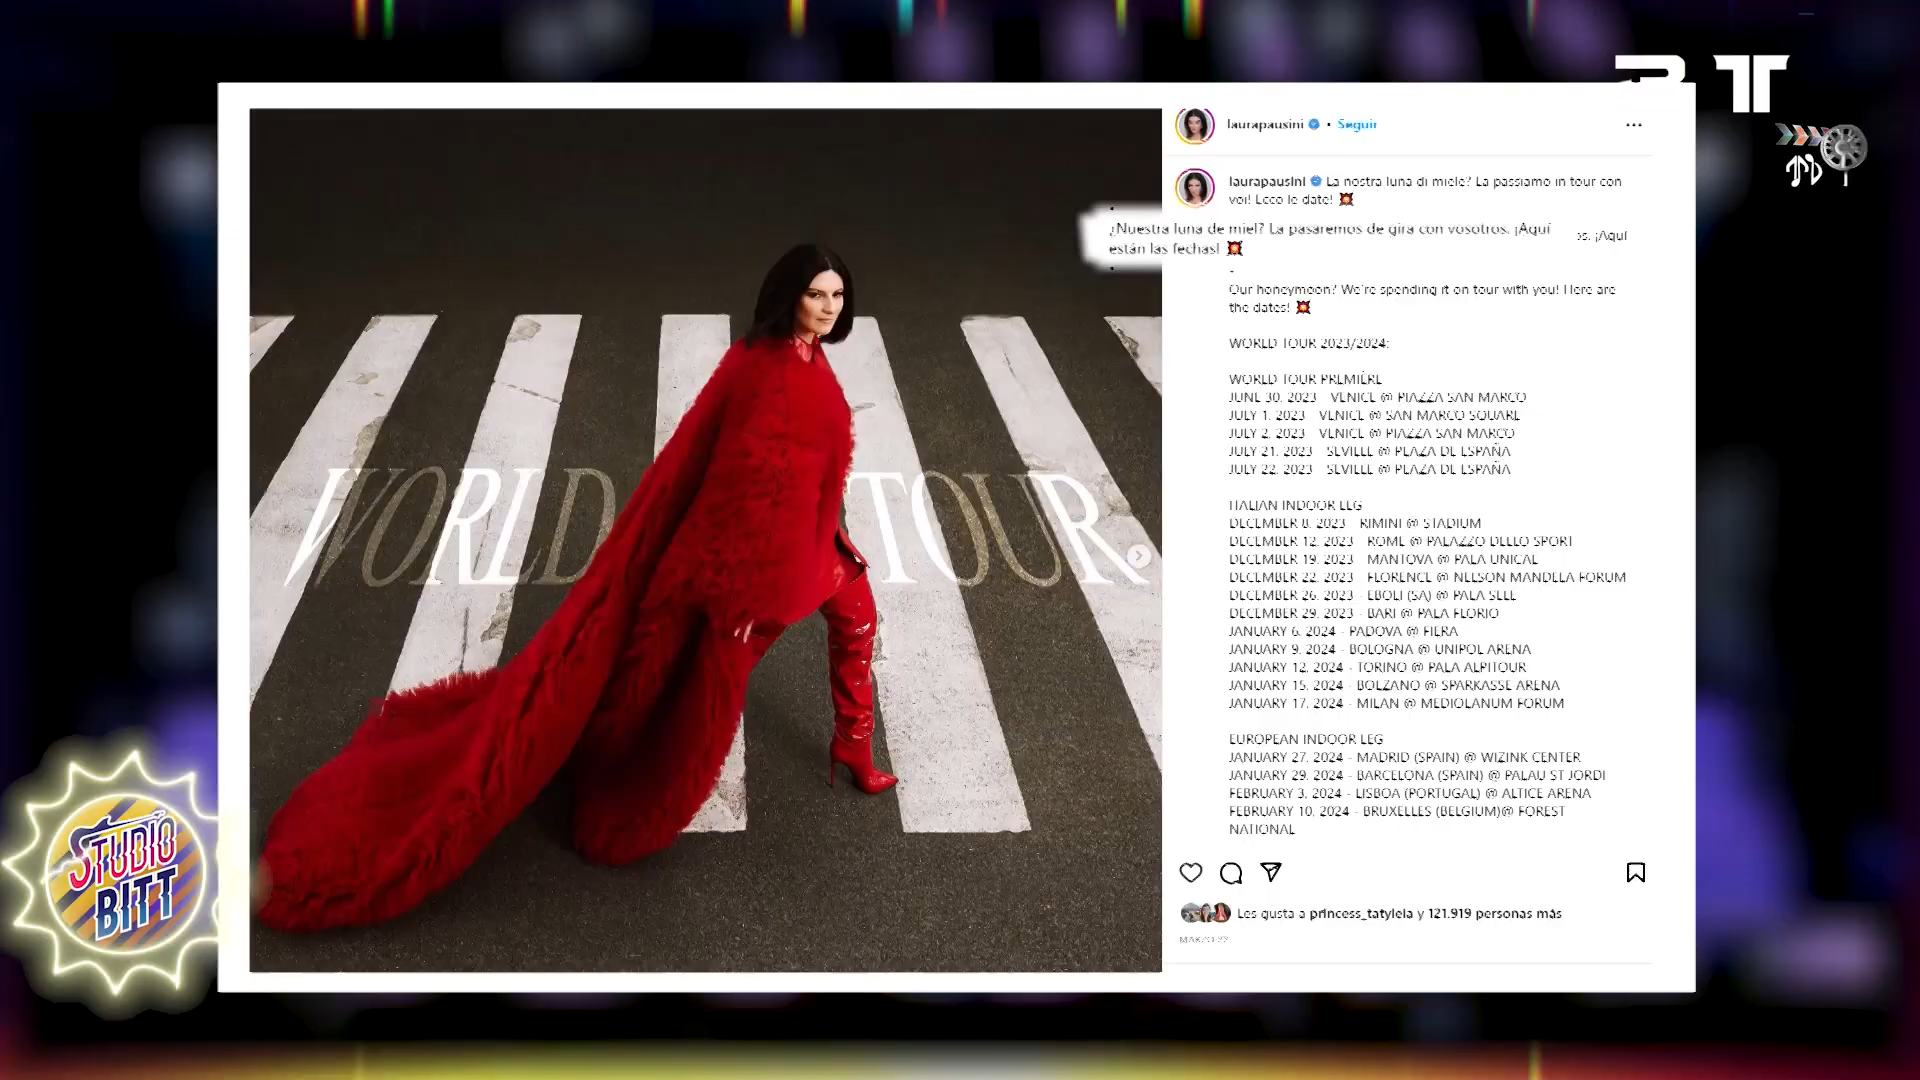 laurapausini • Seguir
laurapausini La nostra luna di miele? La passiamo in tour con
voi! Ecco le date!
¿Nuestra luna de miel? La pasaremos de gira con vosotros. ¡Aquí
están las fechas!
os. ¡Aquí
Our honeymoon? We're spending it on tour with you! Here are
the dates!
WORLD TOUR 2023/2024:
WORLD TOUR PREMIÈRE
JUNE 30, 2023 - VENICE @ PIAZZA SAN MARCO
JULY 1, 2023 - VENICE @ SAN MARCO SQUARE
JULY 2, 2023 - VENICE @ PIAZZA SAN MARCO
JULY 21, 2023 - SEVILLE @ PLAZA DE ESPAÑA
JULY 22, 2023 - SEVILLE @ PLAZA DE ESPAÑA
ITALIAN INDOOR LEG
DECEMBER 8, 2023 - RIMINI @ STADIUM
DECEMBER 12, 2023 - ROME @ PALAZZO DELLO SPORT
DECEMBER 19, 2023 - MANTOVA @ PALA UNICAL
DECEMBER 22, 2023 - FLORENCE @ NELSON MANDELA FORUM
DECEMBER 26, 2023 - EBOLI (SA) @ PALA SELE
DECEMBER 29, 2023 - BARI @ PALA FLORIO
JANUARY 6, 2024 - PADOVA @ FIERA
JANUARY 9, 2024 - BOLOGNA @ UNIPOL ARENA
JANUARY 12, 2024 - TORINO @ PALA ALPITOUR
JANUARY 15, 2024 - BOLZANO @ SPARKASSE ARENA
JANUARY 17, 2024 - MILAN @ MEDIOLANUM FORUM
EUROPEAN INDOOR LEG
JANUARY 27, 2024 - MADRID (SPAIN) @ WIZINK CENTER
JANUARY 29, 2024 - BARCELONA (SPAIN) @ PALAU ST JORDI
FEBRUARY 3, 2024 - LISBOA (PORTUGAL) @ ALTICE ARENA
FEBRUARY 10, 2024 - BRUXELLES (BELGIUM)@ FOREST
NATIONAL
Les gusta a princess_tatyleia y 121.919 personas más
MARZO 22
WORLD TOUR
STUDIO
BITT